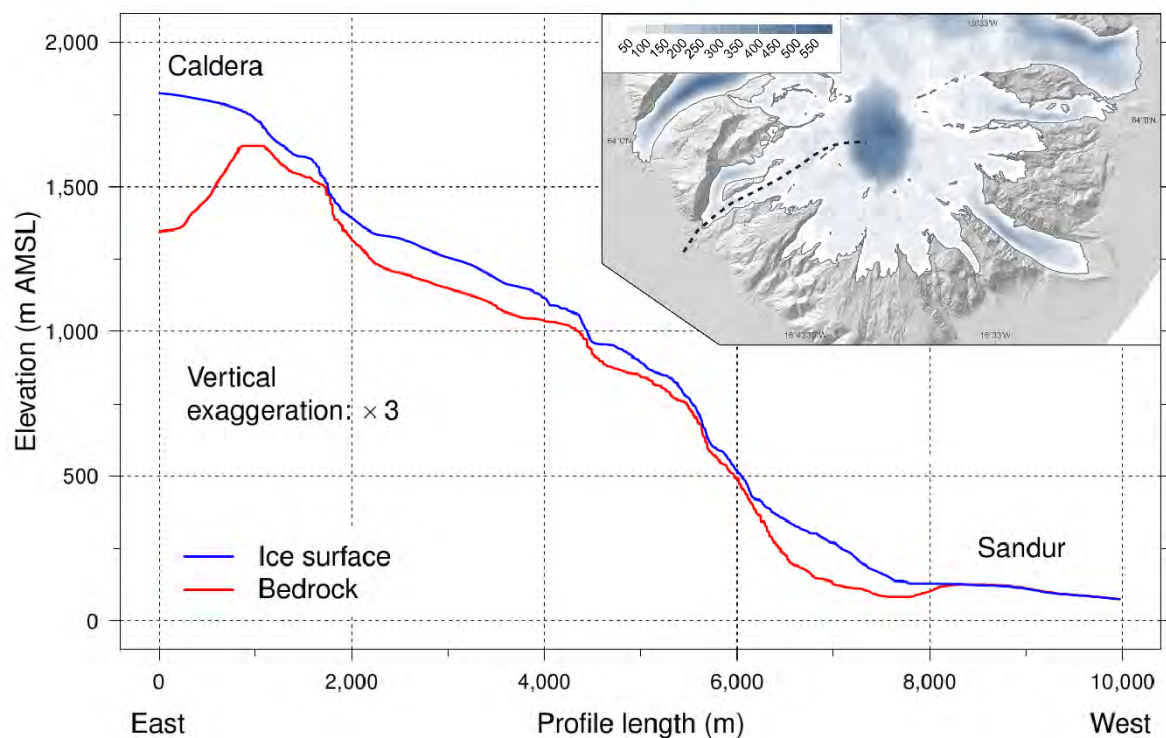 2,000
1,500
1,000
500
0
Elevation (m AMSL)
Caldera
Vertical
exaggeration: × 3
Ice surface
Bedrock
Sandur
50 100 150 200 250 300 350 400 450 500 550
64°0'N
64°0'N
16°33'W
0 2,000 4,000 6,000 8,000 10,000
East Profile length (m) West